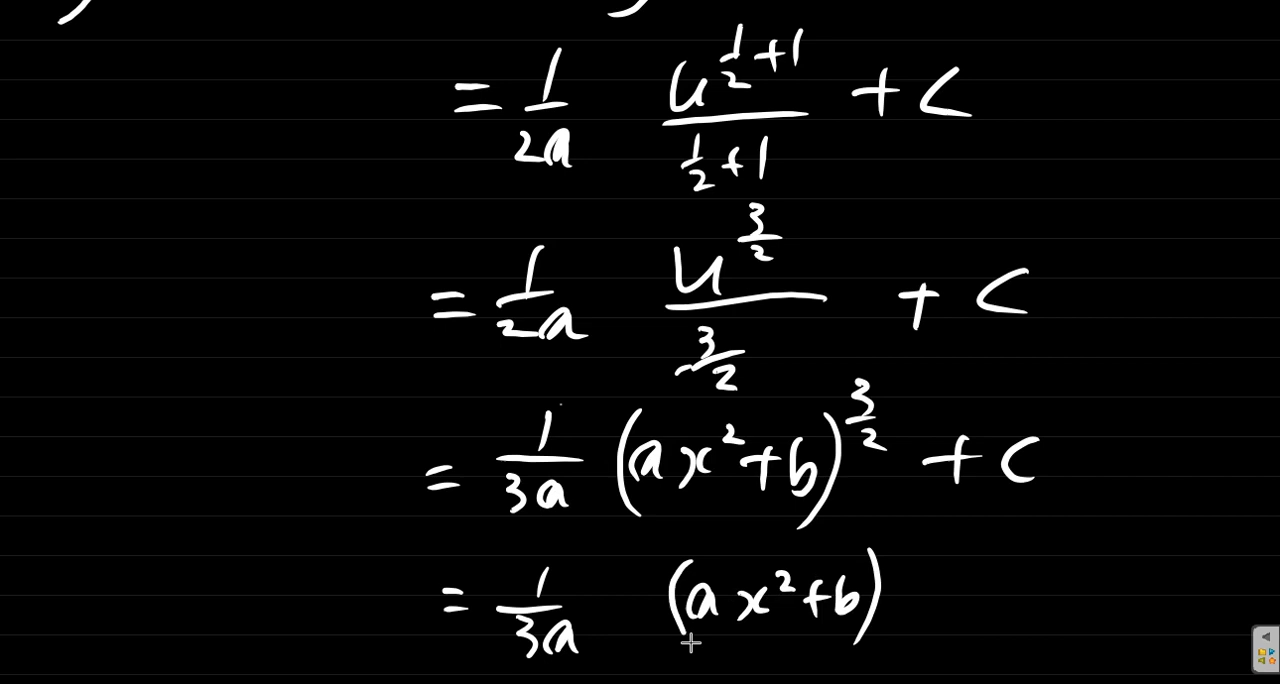 = 1/2a u^(1/2+1)/(1/2+1) + C
= 1/2a u^(3/2)/(3/2) + C
= 1/3a (ax²+b)^(3/2) + C
= 1/3a (ax²+b)